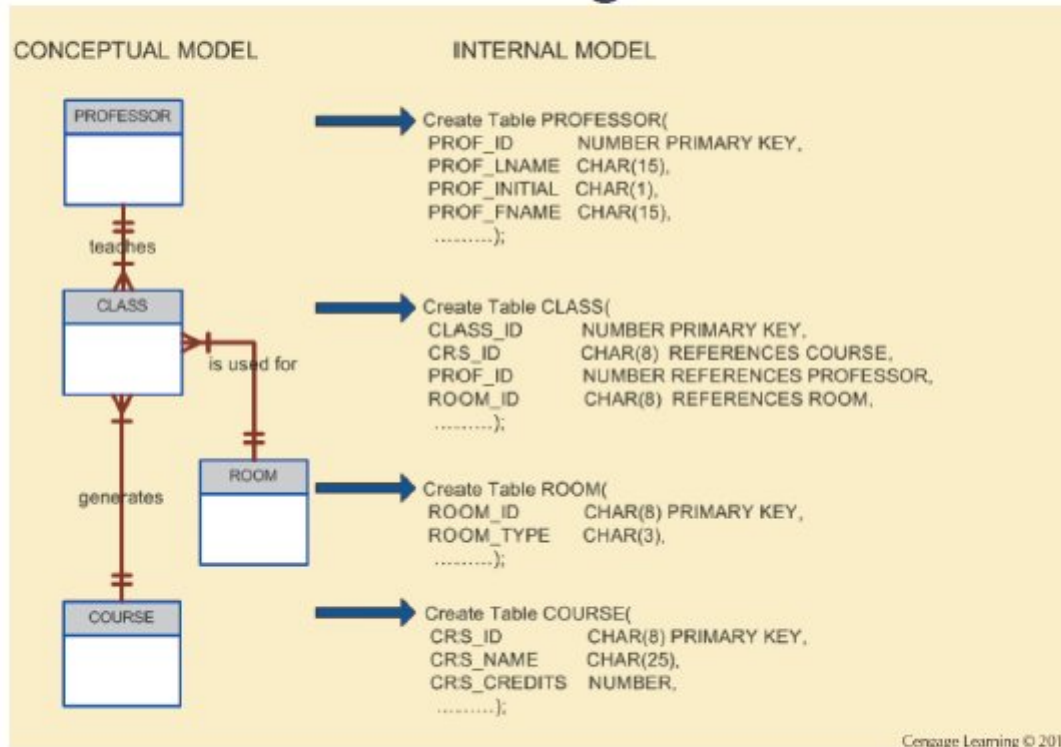 CONCEPTUAL MODEL
INTERNAL MODEL
PROFESSOR
teaches
CLASS
is used for
ROOM
generates
COURSE
Create Table PROFESSOR(
PROF_ID NUMBER PRIMARY KEY,
PROF_LNAME CHAR(15),
PROF_INITIAL CHAR(1),
PROF_FNAME CHAR(15),
..........);
Create Table CLASS(
CLASS_ID NUMBER PRIMARY KEY,
CRS_ID CHAR(8) REFERENCES COURSE,
PROF_ID NUMBER REFERENCES PROFESSOR,
ROOM_ID CHAR(8) REFERENCES ROOM,
..........);
Create Table ROOM(
ROOM_ID CHAR(8) PRIMARY KEY,
ROOM_TYPE CHAR(3),
..........);
Create Table COURSE(
CRS_ID CHAR(8) PRIMARY KEY,
CRS_NAME CHAR(25),
CRS_CREDITS NUMBER,
..........);
Cengage Learning © 201